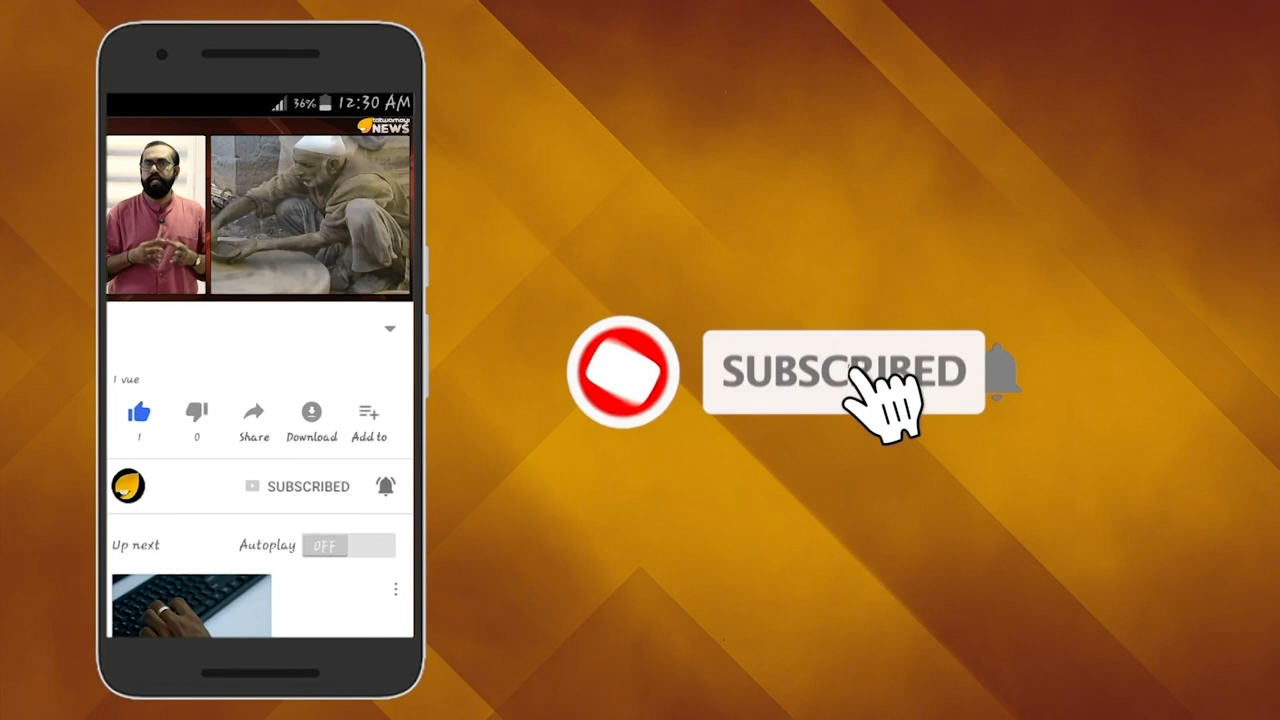 36% 12:30 AM
tatwamayi
NEWS
1 vue
1
0
Share
Download
Add to
SUBSCRIBED
Up next
Autoplay
OFF
SUBSCRIBED